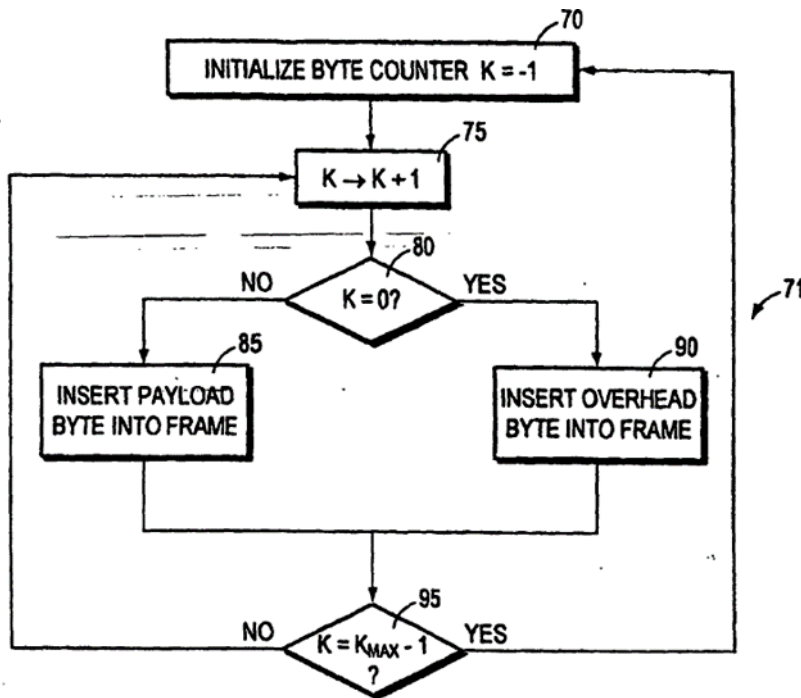 70
INITIALIZE BYTE COUNTER K = -1
75
K → K + 1
80
NO
K = 0?
YES
71
85
INSERT PAYLOAD
BYTE INTO FRAME
90
INSERT OVERHEAD
BYTE INTO FRAME
95
NO
K = KMAX - 1
?
YES